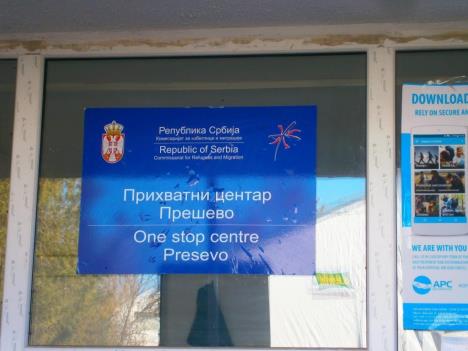 Република Србија
Комесаријат за избеглице и миграције
Republic of Serbia
Commissariat for Refugees and Migration
Прихватни центар
Прешево
One stop centre
Presevo
DOWNLOAD
RELY ON SECURE AN
WE ARE WITH YOU
APC